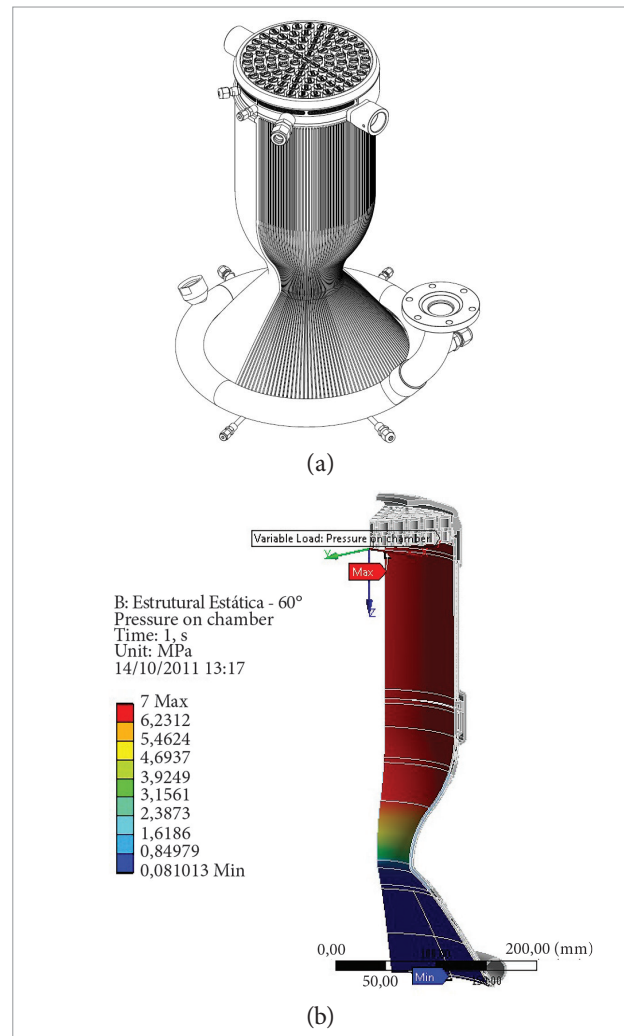 (a)
Variable Load: Pressure on chamber
Y
Max
Z
B: Estrutural Estática - 60°
Pressure on chamber
Time: 1, s
Unit: MPa
14/10/2011 13:17
7 Max
6,2312
5,4624
4,6937
3,9249
3,1561
2,3873
1,6186
0,84979
0,081013 Min
0,00
200,00 (mm)
50,00
Min
(b)